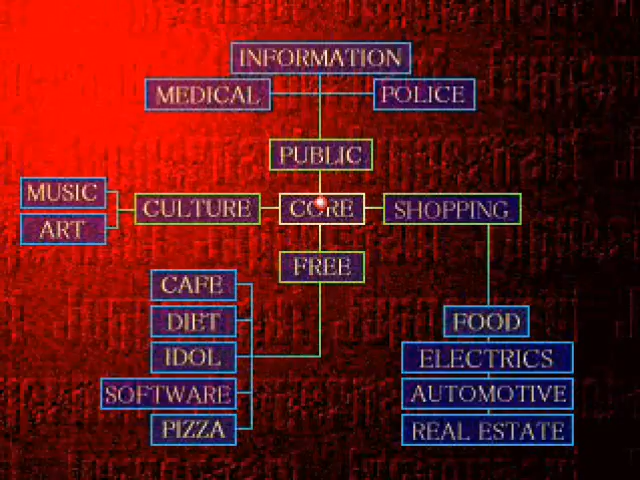 INFORMATION
MEDICAL
POLICE
PUBLIC
MUSIC
ART
CULTURE
CORE
SHOPPING
FREE
CAFE
DIET
IDOL
SOFTWARE
PIZZA
FOOD
ELECTRICS
AUTOMOTIVE
REAL ESTATE